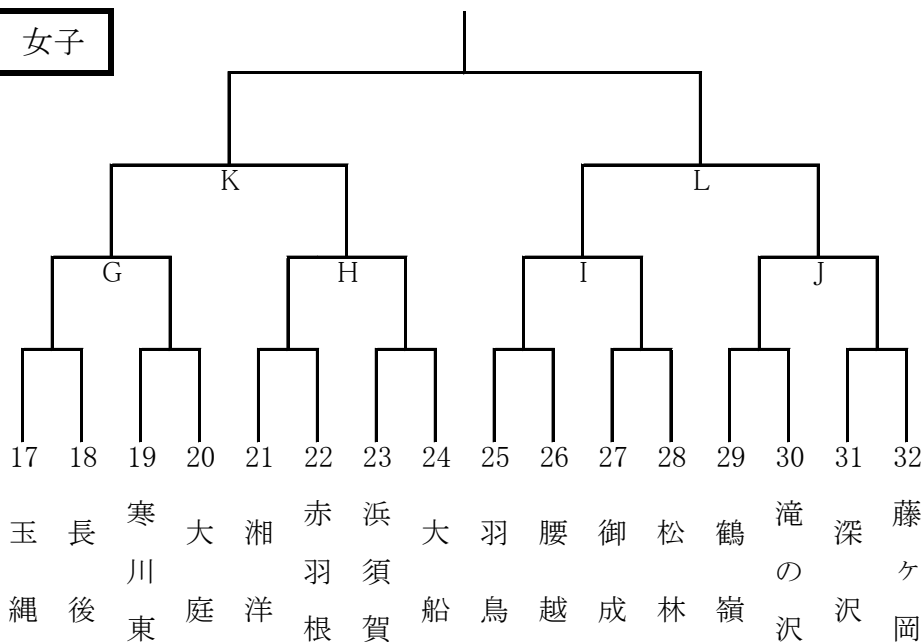 女子
K
L
G
H
I
J
17 18 19 20 21 22 23 24 25 26 27 28 29 30 31 32
玉縄
長後
寒川東
大庭
湘洋
赤羽根
浜須賀
大船
羽鳥
腰越
御成
松林
鶴嶺
滝の沢
深沢
藤ヶ岡